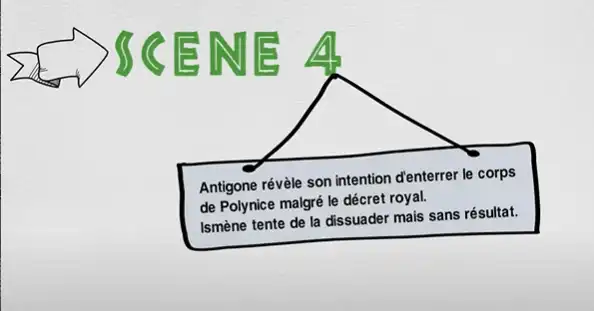 SCENE 4
Antigone révèle son intention d'enterrer le corps
de Polynice malgré le décret royal.
Ismène tente de la dissuader mais sans résultat.